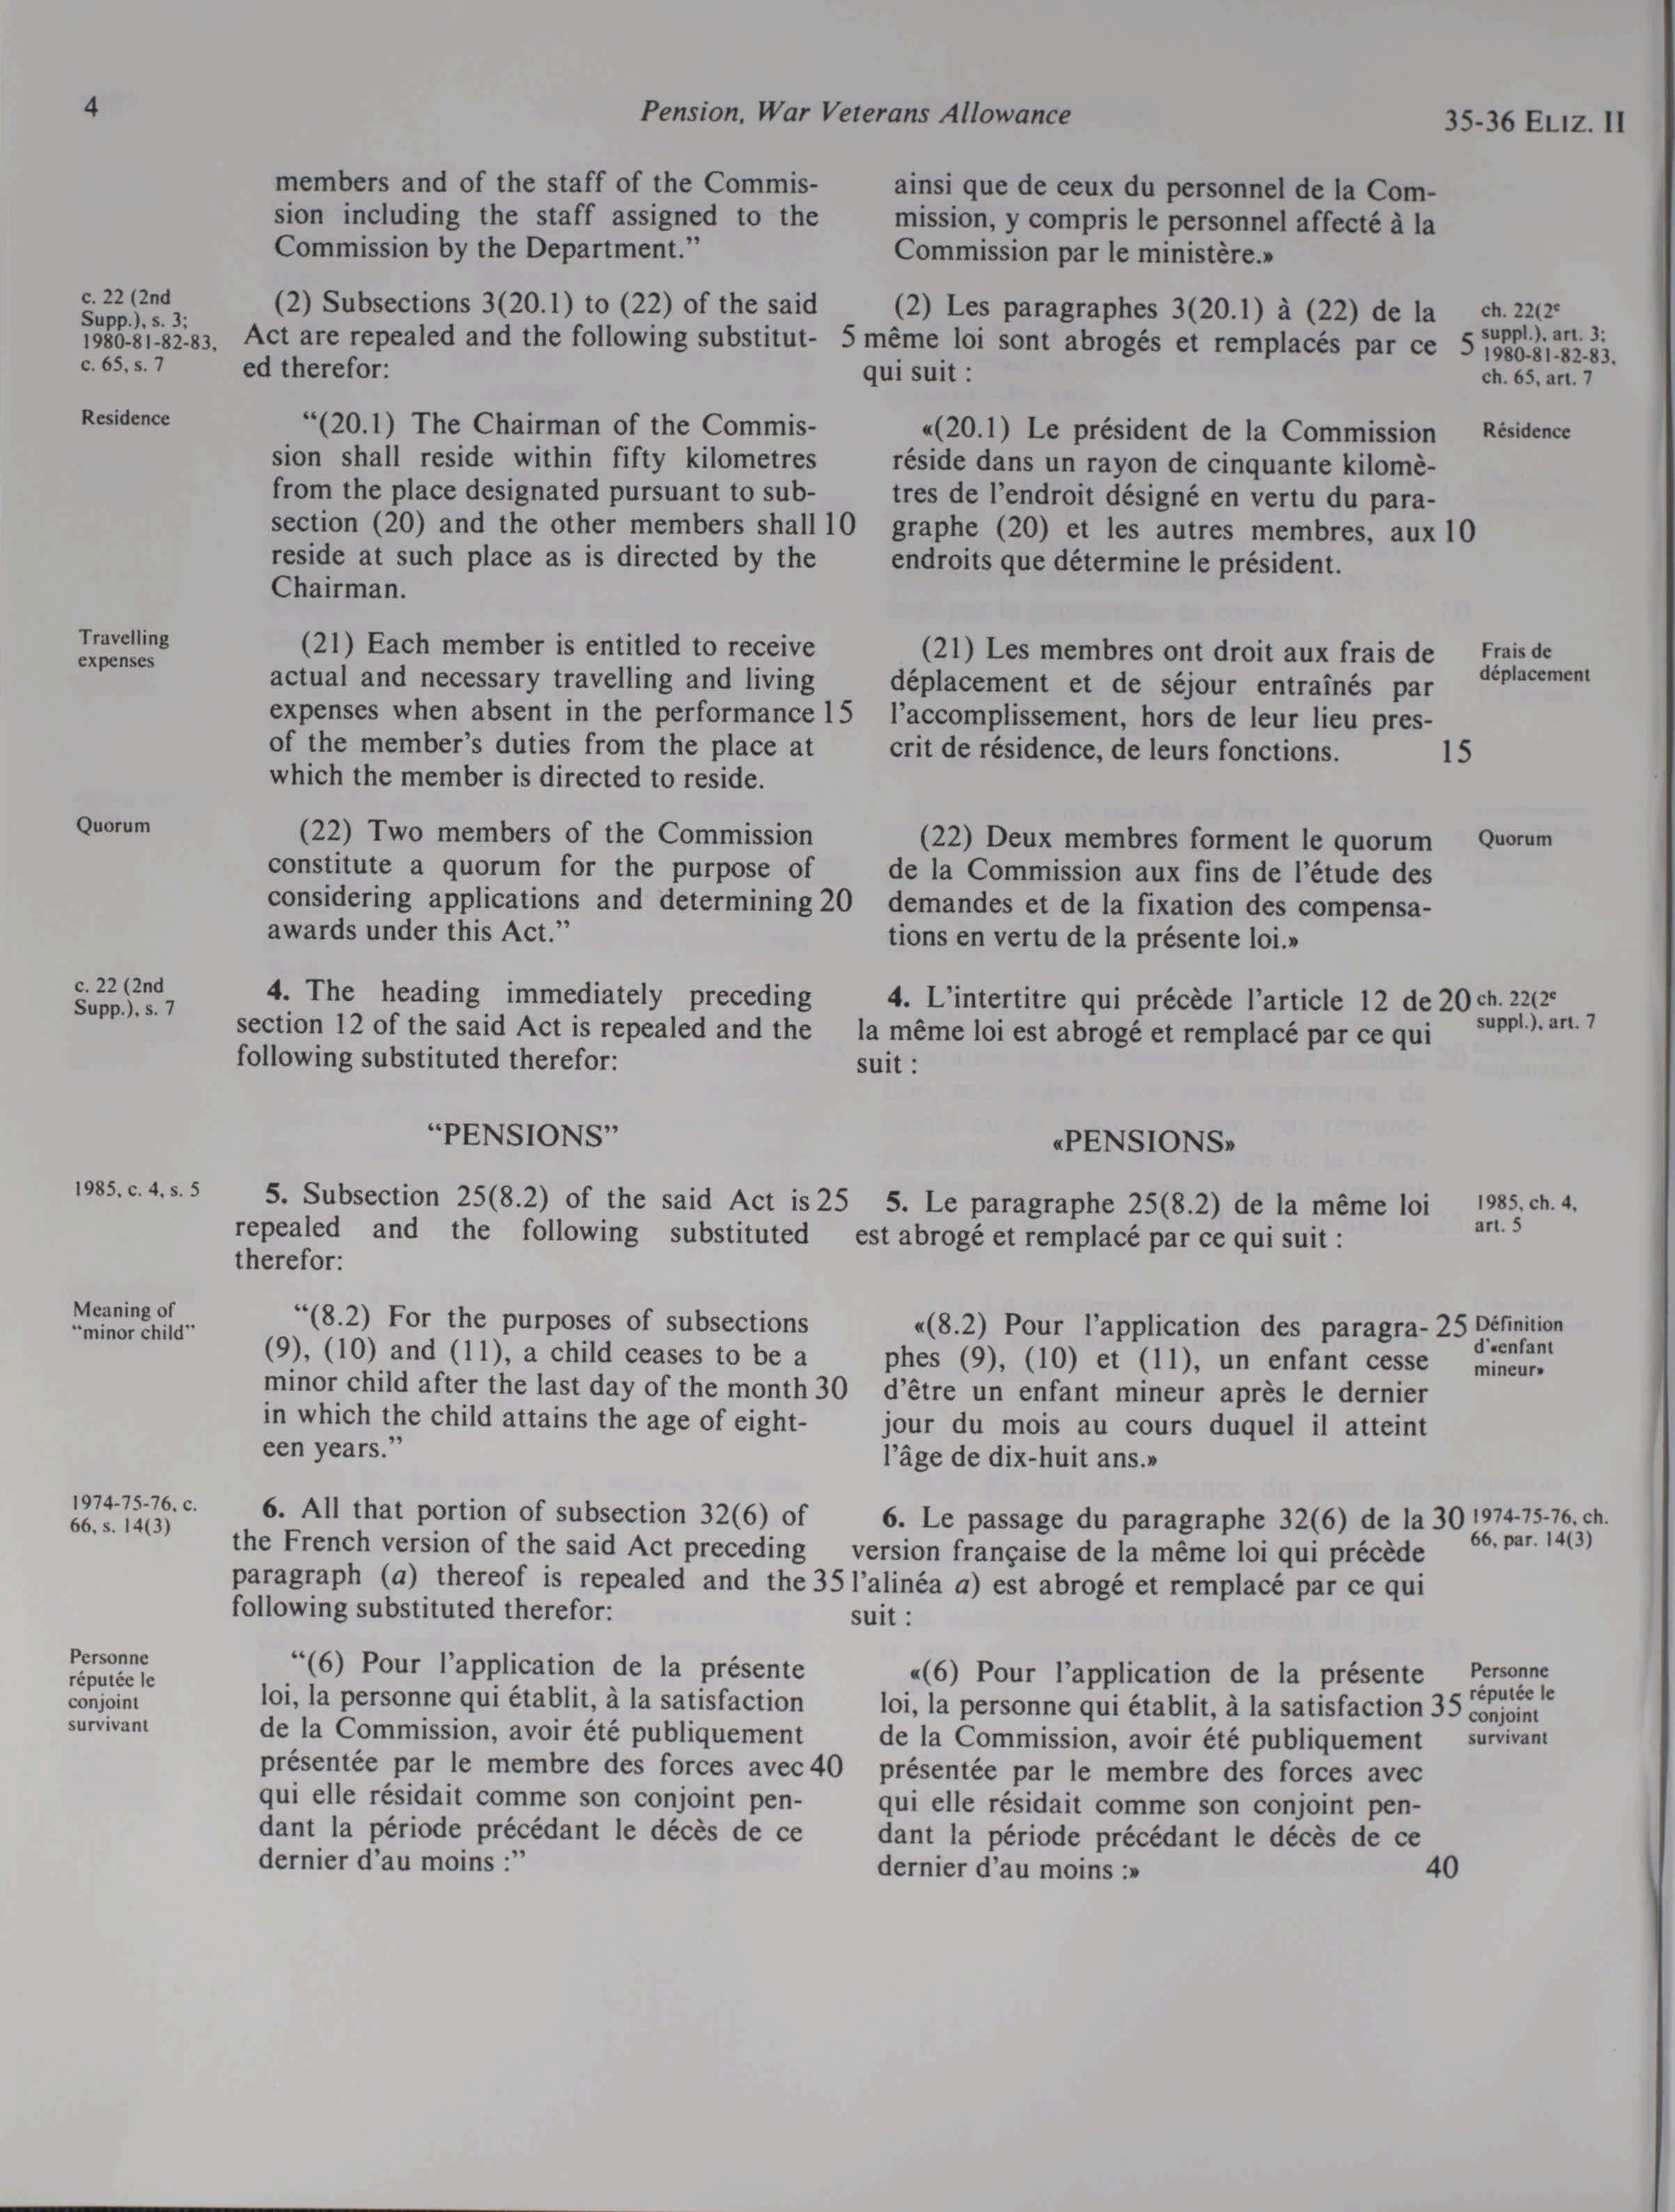 4
Pension, War Veterans Allowance
35-36 ELIZ. II
members and of the staff of the Commis-
sion including the staff assigned to the
Commission by the Department.”
c. 22 (2nd
Supp.), s. 3;
1980-81-82-83,
c. 65, s. 7
(2) Subsections 3(20.1) to (22) of the said
Act are repealed and the following substitut- 5
ed therefor:
Residence
“(20.1) The Chairman of the Commis-
sion shall reside within fifty kilometres
from the place designated pursuant to sub-
section (20) and the other members shall 10
reside at such place as is directed by the
Chairman.
Travelling
expenses
(21) Each member is entitled to receive
actual and necessary travelling and living
expenses when absent in the performance 15
of the member’s duties from the place at
which the member is directed to reside.
Quorum
(22) Two members of the Commission
constitute a quorum for the purpose of
considering applications and determining 20
awards under this Act.”
c. 22 (2nd
Supp.), s. 7
4. The heading immediately preceding
section 12 of the said Act is repealed and the
following substituted therefor:
“PENSIONS”
1985, c. 4, s. 5
5. Subsection 25(8.2) of the said Act is 25
repealed and the following substituted
therefor:
Meaning of
“minor child”
“(8.2) For the purposes of subsections
(9), (10) and (11), a child ceases to be a
minor child after the last day of the month 30
in which the child attains the age of eight-
een years.”
1974-75-76, c.
66, s. 14(3)
6. All that portion of subsection 32(6) of
the French version of the said Act preceding
paragraph (a) thereof is repealed and the 35
following substituted therefor:
Personne
réputée le
conjoint
survivant
“(6) Pour l’application de la présente
loi, la personne qui établit, à la satisfaction
de la Commission, avoir été publiquement
présentée par le membre des forces avec 40
qui elle résidait comme son conjoint pen-
dant la période précédant le décès de ce
dernier d’au moins :”
ainsi que de ceux du personnel de la Com-
mission, y compris le personnel affecté à la
Commission par le ministère.»
(2) Les paragraphes 3(20.1) à (22) de la
même loi sont abrogés et remplacés par ce 5
qui suit :
ch. 22(2e
suppl.), art. 3;
1980-81-82-83,
ch. 65, art. 7
«(20.1) Le président de la Commission
réside dans un rayon de cinquante kilomè-
tres de l’endroit désigné en vertu du para-
graphe (20) et les autres membres, aux 10
endroits que détermine le président.
Résidence
(21) Les membres ont droit aux frais de
déplacement et de séjour entraînés par
l’accomplissement, hors de leur lieu pres-
crit de résidence, de leurs fonctions. 15
Frais de
déplacement
(22) Deux membres forment le quorum
de la Commission aux fins de l’étude des
demandes et de la fixation des compensa-
tions en vertu de la présente loi.»
Quorum
4. L’intertitre qui précède l’article 12 de 20
la même loi est abrogé et remplacé par ce qui
suit :
ch. 22(2e
suppl.), art. 7
«PENSIONS»
5. Le paragraphe 25(8.2) de la même loi
est abrogé et remplacé par ce qui suit :
1985, ch. 4,
art. 5
«(8.2) Pour l’application des paragra- 25
phes (9), (10) et (11), un enfant cesse
d’être un enfant mineur après le dernier
jour du mois au cours duquel il atteint
l’âge de dix-huit ans.»
Définition
d’«enfant
mineur»
6. Le passage du paragraphe 32(6) de la 30
version française de la même loi qui précède
l’alinéa a) est abrogé et remplacé par ce qui
suit :
1974-75-76, ch.
66, par. 14(3)
«(6) Pour l’application de la présente
loi, la personne qui établit, à la satisfaction 35
de la Commission, avoir été publiquement
présentée par le membre des forces avec
qui elle résidait comme son conjoint pen-
dant la période précédant le décès de ce
dernier d’au moins :» 40
Personne
réputée le
conjoint
survivant